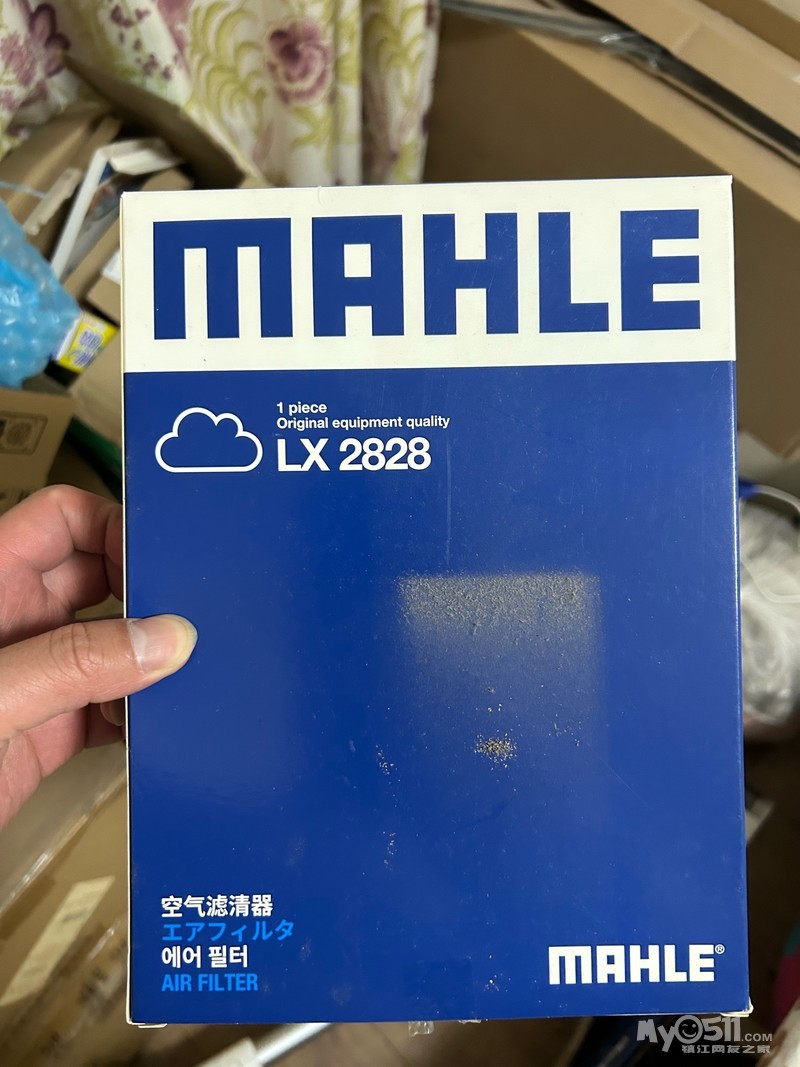 MAHLE
1 piece
Original equipment quality
LX 2828
空气滤清器
エアフィルタ
에어 필터
AIR FILTER
MAHLE®
MyO511.COM
镇江网友之家